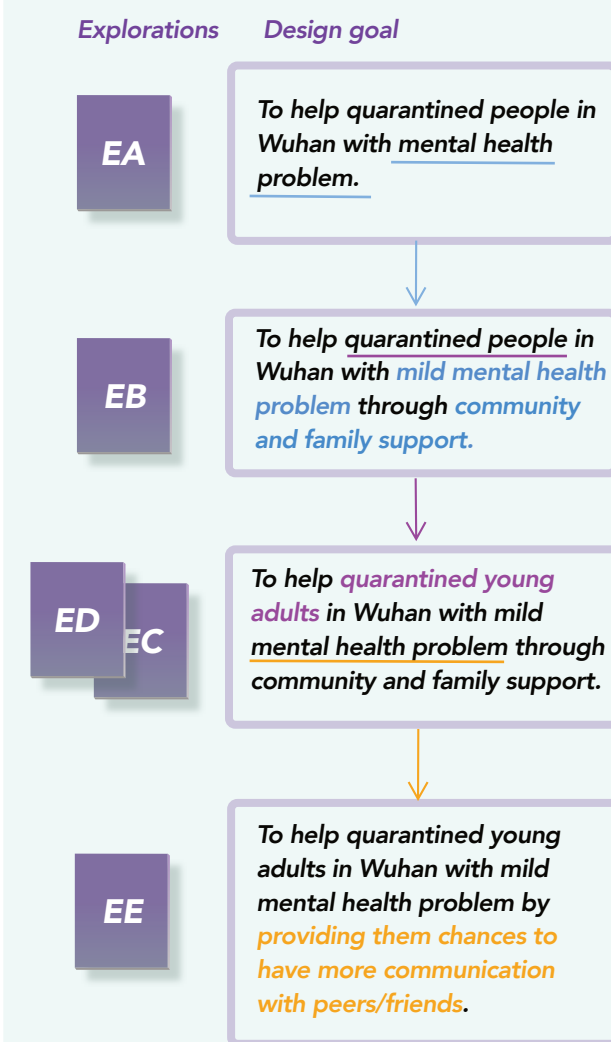 Explorations Design goal
EA
To help quarantined people in
Wuhan with mental health
problem.
EB
To help quarantined people in
Wuhan with mild mental health
problem through community
and family support.
ED
EC
To help quarantined young
adults in Wuhan with mild
mental health problem through
community and family support.
EE
To help quarantined young
adults in Wuhan with mild
mental health problem by
providing them chances to
have more communication
with peers/friends.